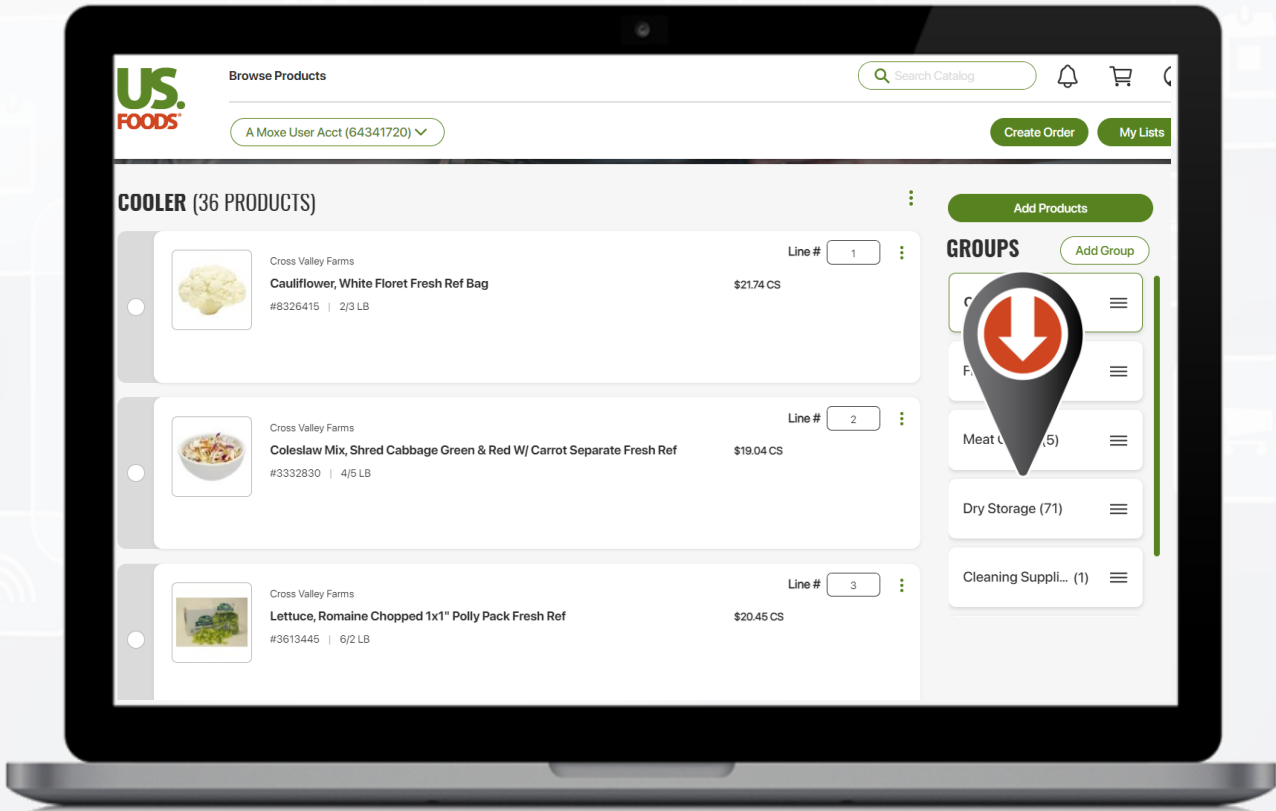 US.
FOODS®
Browse Products
Search Catalog
A Moxe User Acct (64341720)
Create Order
My Lists
COOLER (36 PRODUCTS)
Add Products
GROUPS
Add Group
Cross Valley Farms
Line # 1
Cauliflower, White Floret Fresh Ref Bag
$21.74 CS
#8326415 | 2/3 LB
Cross Valley Farms
Line # 2
Coleslaw Mix, Shred Cabbage Green & Red W/ Carrot Separate Fresh Ref
$19.04 CS
#3332830 | 4/5 LB
Cross Valley Farms
Line # 3
Lettuce, Romaine Chopped 1x1" Polly Pack Fresh Ref
$20.45 CS
#3613445 | 6/2 LB
Meat (5)
Dry Storage (71)
Cleaning Suppli... (1)